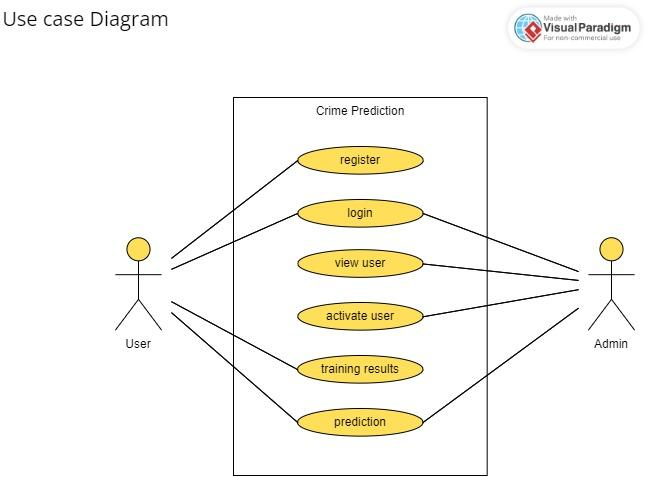 Use case Diagram
Made with
Visual Paradigm
For non-commercial use
Crime Prediction
register
login
view user
activate user
User
Admin
training results
prediction